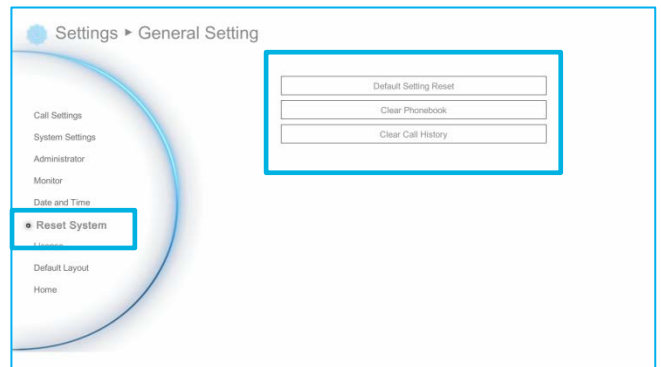 Settings ▸ General Setting
Default Setting Reset
Clear Phonebook
Clear Call History
Call Settings
System Settings
Administrator
Monitor
Date and Time
Reset System
License
Default Layout
Home